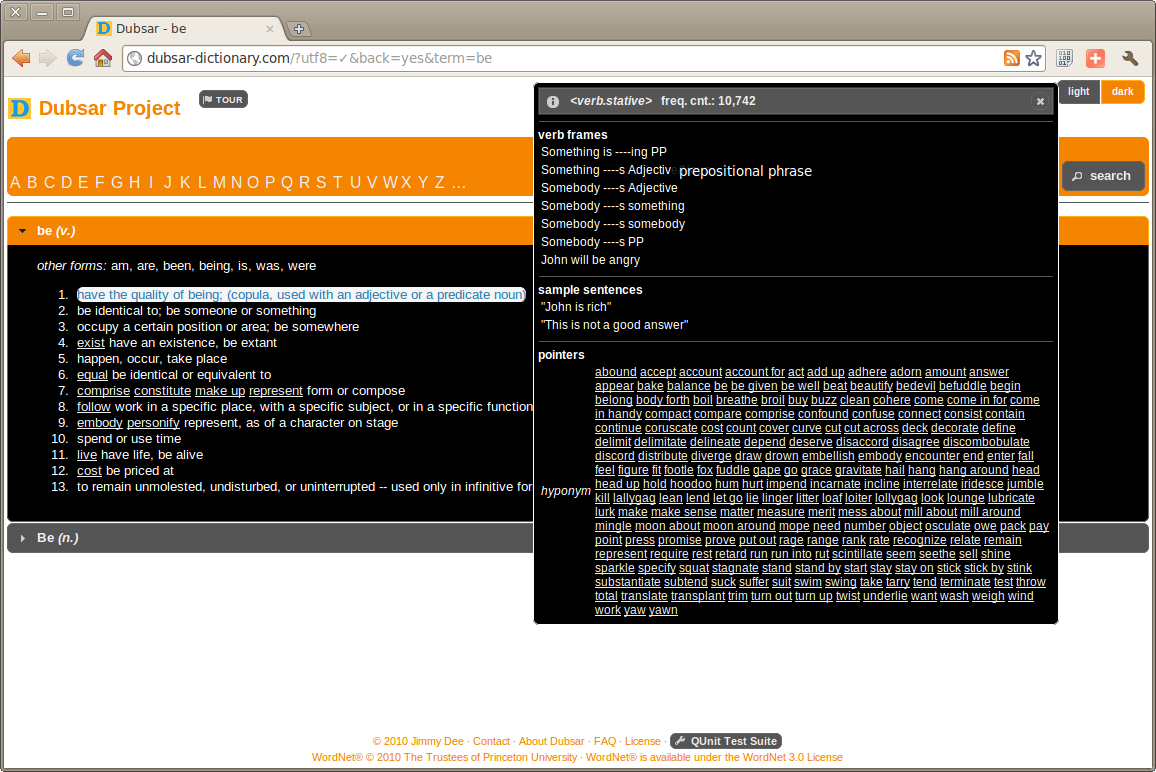 Dubsar - be
dubsar-dictionary.com/?utf8=✓&back=yes&term=be
D Dubsar Project
TOUR
light
dark
A B C D E F G H I J K L M N O P Q R S T U V W X Y Z ...
search
be (v.)
other forms: am, are, been, being, is, was, were
1. have the quality of being; (copula, used with an adjective or a predicate noun)
2. be identical to; be someone or something
3. occupy a certain position or area; be somewhere
4. exist have an existence, be extant
5. happen, occur, take place
6. equal be identical or equivalent to
7. comprise constitute make up represent form or compose
8. follow work in a specific place, with a specific subject, or in a specific function
9. embody personify represent, as of a character on stage
10. spend or use time
11. live have life, be alive
12. cost be priced at
13. to remain unmolested, undisturbed, or uninterrupted -- used only in infinitive for
Be (n.)
<verb.stative> freq. cnt.: 10,742
verb frames
Something is ----ing PP
Something ----s Adjective
prepositional phrase
Somebody ----s Adjective
Somebody ----s something
Somebody ----s somebody
Somebody ----s PP
John will be angry
sample sentences
"John is rich"
"This is not a good answer"
pointers
hyponym
abound accept account account for act add up adhere adorn amount answer
appear bake balance be be given be well beat beautify bedevil befuddle begin
belong body forth boil breathe broil buy buzz clean cohere come come in for come
in handy compact compare comprise confound confuse connect consist contain
continue coruscate cost count cover curve cut cut across deck decorate define
delimit delimitate delineate depend deserve disaccord disagree discombobulate
discord distribute diverge draw drown embellish embody encounter end enter fall
feel figure fit footle fox fuddle gape go grace gravitate hail hang hang around head
head up hold hoodoo hum hurt impend incarnate incline interrelate iridesce jumble
kill lallygag lean lend let go lie linger litter loaf loiter lollygag look lounge lubricate
lurk make make sense matter measure merit mess about mill about mill around
mingle moon about moon around mope need number object osculate owe pack pay
point press promise prove put out rage range rank rate recognize relate remain
represent require rest retard run run into rut scintillate seem seethe sell shine
sparkle specify squat stagnate stand stand by start stay stay on stick stick by stink
substantiate subtend suck suffer suit swim swing take tarry tend terminate test throw
total translate transplant trim turn out turn up twist underlie want wash weigh wind
work yaw yawn
© 2010 Jimmy Dee · Contact · About Dubsar · FAQ · License · QUnit Test Suite
WordNet® © 2010 The Trustees of Princeton University · WordNet® is available under the WordNet 3.0 License